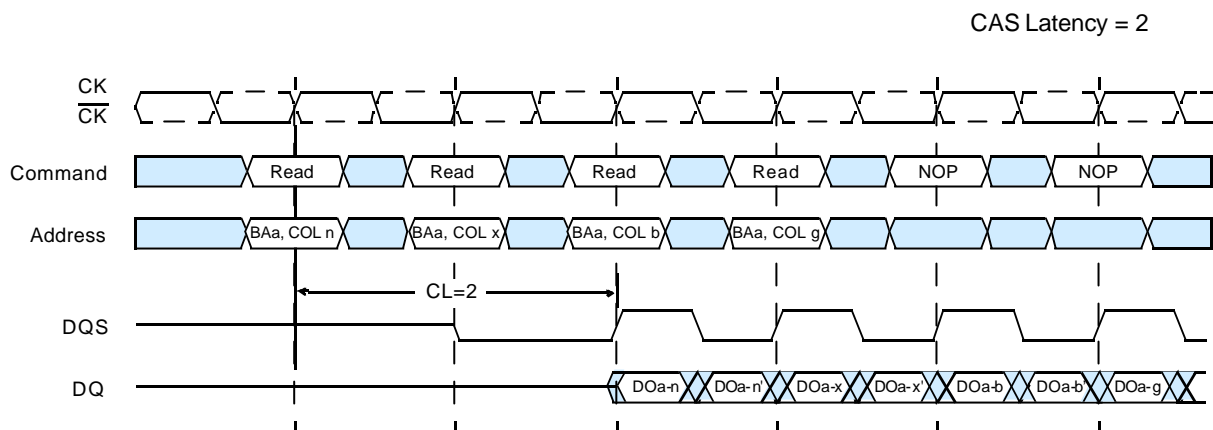 CAS Latency = 2
CK
CK
Command Read Read Read Read NOP NOP
Address BAa, COL n BAa, COL x BAa, COL b BAa, COL g
CL=2
DQS
DQ DOa-n DOa-n' DOa-x DOa-x' DOa-b DOa-b' DOa-g